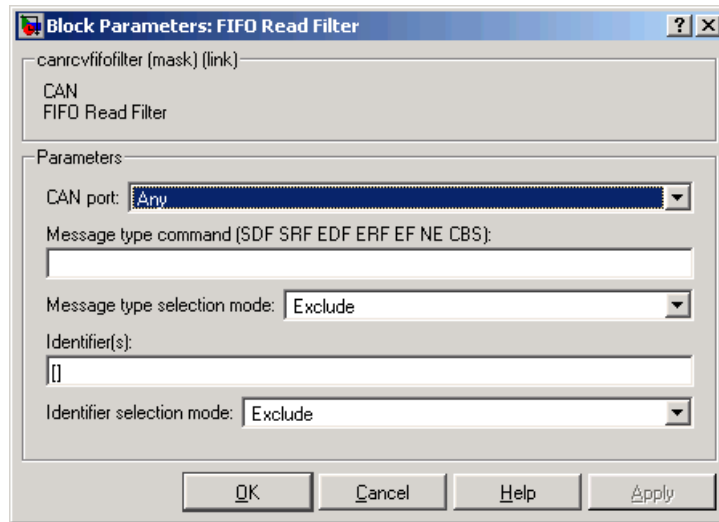 Block Parameters: FIFO Read Filter
canrcvfifofilter (mask) (link)
CAN
FIFO Read Filter
Parameters
CAN port: Any
Message type command (SDF SRF EDF ERF EF NE CBS):
Message type selection mode: Exclude
Identifier(s):
[]
Identifier selection mode: Exclude
OK Cancel Help Apply